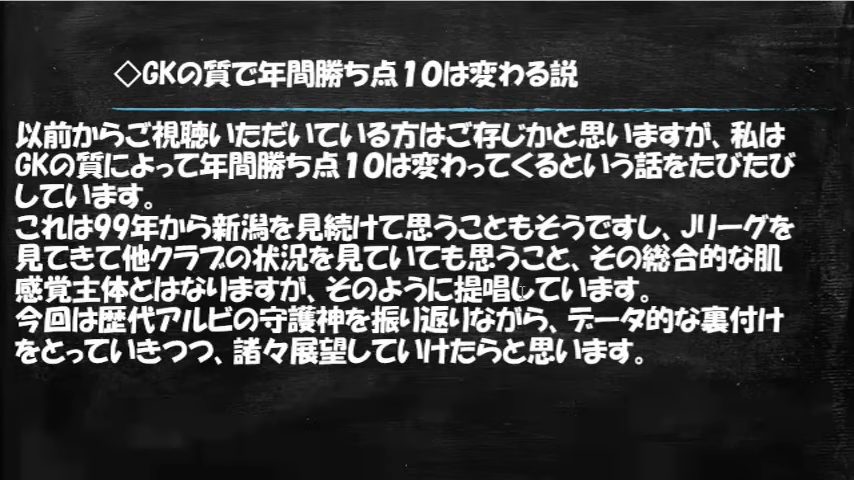 ◇GKの質で年間勝ち点10は変わる説
以前からご視聴いただいている方はご存じかと思いますが、私は
GKの質によって年間勝ち点10は変わってくるという話をたびたび
しています。
これは99年から新潟を見続けて思うこともそうですし、Jリーグを
見てきて他クラブの状況を見ていても思うこと、その総合的な肌
感覚主体とはなりますが、そのように提唱しています。
今回は歴代アルビの守護神を振り返りながら、データ的な裏付け
をとっていきつつ、諸々展望していけたらと思います。